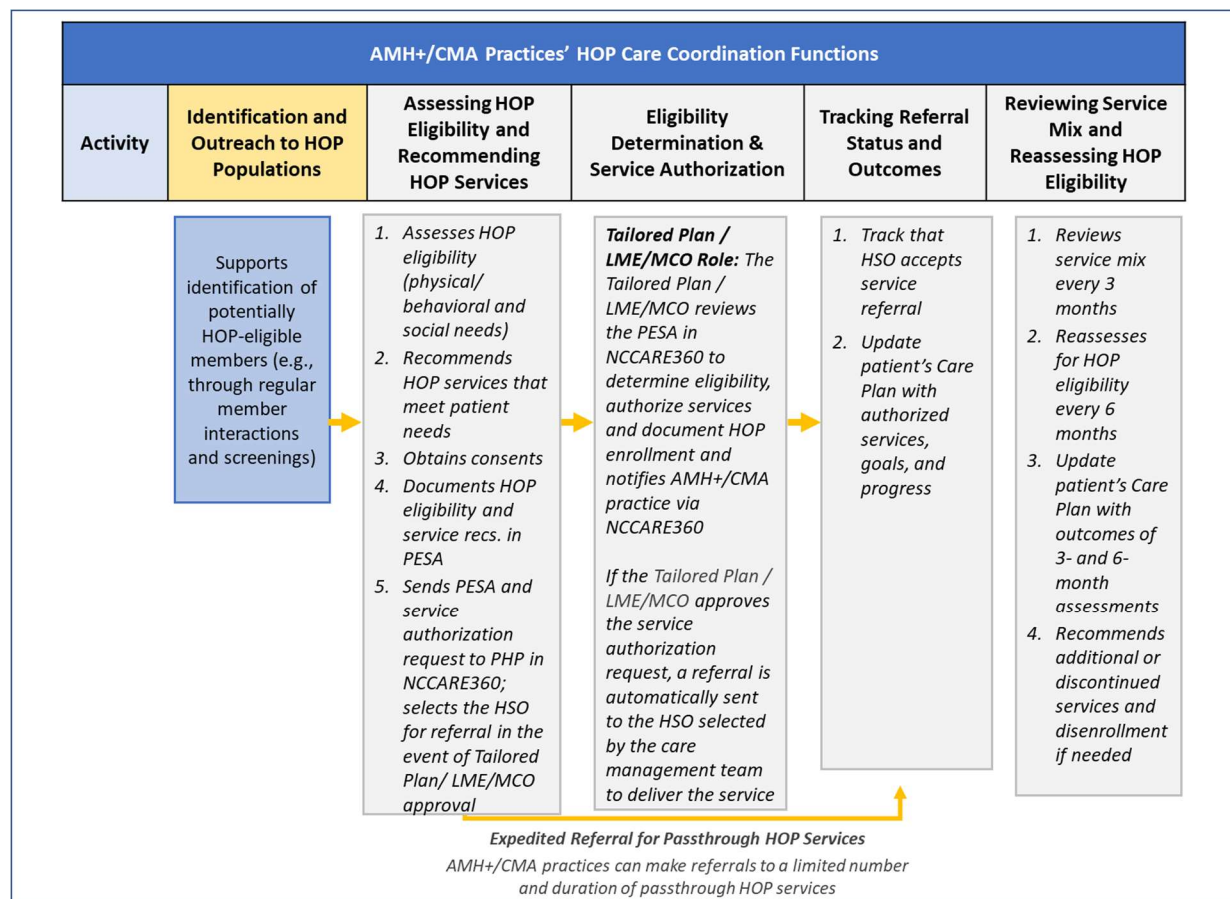 AMH+/CMA Practices' HOP Care Coordination Functions
Activity
Identification and
Outreach to HOP
Populations
Assessing HOP
Eligibility and
Recommending
HOP Services
Eligibility
Determination &
Service Authorization
Tracking Referral
Status and
Outcomes
Reviewing Service
Mix and
Reassessing HOP
Eligibility
Supports
identification of
potentially
HOP-eligible
members (e.g.,
through regular
member
interactions
and screenings)
1. Assesses HOP
eligibility
(physical/
behavioral and
social needs)
2. Recommends
HOP services that
meet patient
needs
3. Obtains consents
4. Documents HOP
eligibility and
service recs. in
PESA
5. Sends PESA and
service
authorization
request to PHP in
NCCARE360;
selects the HSO
for referral in the
event of Tailored
Plan/ LME/MCO
approval
Tailored Plan /
LME/MCO Role: The
Tailored Plan /
LME/MCO reviews
the PESA in
NCCARE360 to
determine eligibility,
authorize services
and document HOP
enrollment and
notifies AMH+/CMA
practice via
NCCARE360
If the Tailored Plan /
LME/MCO approves
the service
authorization
request, a referral is
automatically sent
to the HSO selected
by the care
management team
to deliver the service
1. Track that
HSO accepts
service
referral
2. Update
patient's Care
Plan with
authorized
services,
goals, and
progress
1. Reviews
service mix
every 3
months
2. Reassesses
for HOP
eligibility
every 6
months
3. Update
patient's Care
Plan with
outcomes of
3- and 6-
month
assessments
4. Recommends
additional or
discontinued
services and
disenrollment
if needed
Expedited Referral for Passthrough HOP Services
AMH+/CMA practices can make referrals to a limited number
and duration of passthrough HOP services